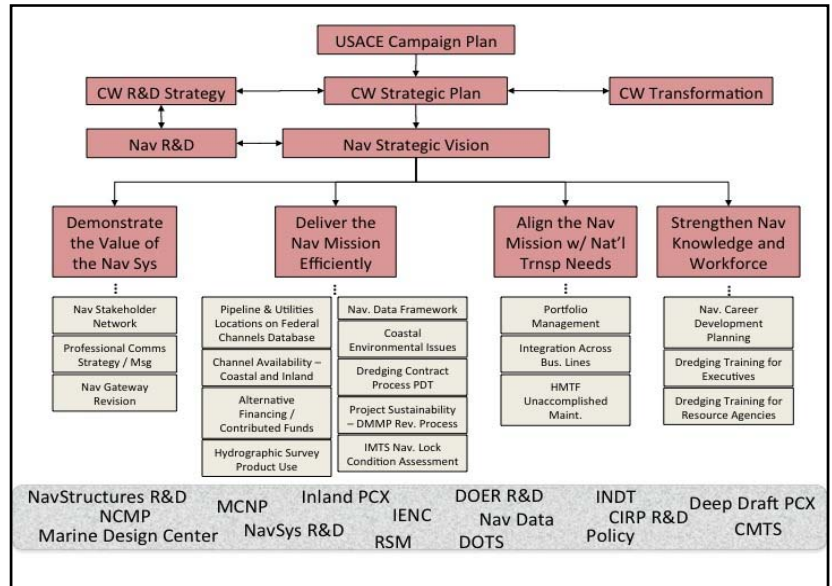 USACE Campaign Plan
CW R&D Strategy
CW Strategic Plan
CW Transformation
Nav R&D
Nav Strategic Vision
Demonstrate
the Value of
the Nav Sys
Deliver the
Nav Mission
Efficiently
Align the Nav
Mission w/ Nat'l
Trnsp Needs
Strengthen Nav
Knowledge and
Workforce
Nav Stakeholder
Network
Professional Comms
Strategy / Msg
Nav Gateway
Revision
Pipeline & Utilities
Locations on Federal
Channels Database
Channel Availability –
Coastal and Inland
Alternative
Financing /
Contributed Funds
Hydrographic Survey
Product Use
Nav. Data Framework
Coastal
Environmental Issues
Dredging Contract
Process PDT
Project Sustainability
– DMMP Rev. Process
IMTS Nav. Lock
Condition Assessment
Portfolio
Management
Integration Across
Bus. Lines
HMTF
Unaccomplished
Maint.
Nav. Career
Development
Planning
Dredging Training for
Executives
Dredging Training for
Resource Agencies
NavStructures R&D
NCMP
Marine Design Center
MCNP
NavSys R&D
Inland PCX
IENC
RSM
DOER R&D
Nav Data
DOTS
INDT
CIRP R&D
Policy
Deep Draft PCX
CMTS